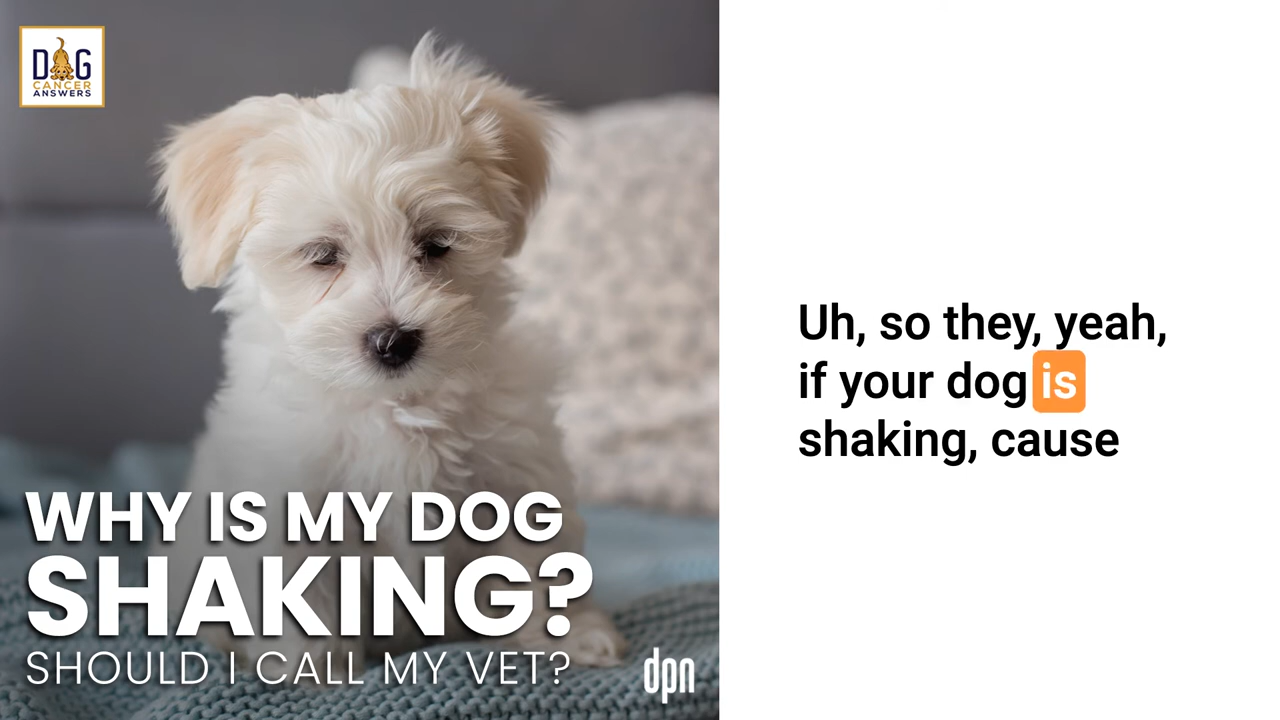 DOG
CANCER
ANSWERS
WHY IS MY DOG
SHAKING?
SHOULD I CALL MY VET?
dpn
Uh, so they, yeah,
if your dog is
shaking, cause